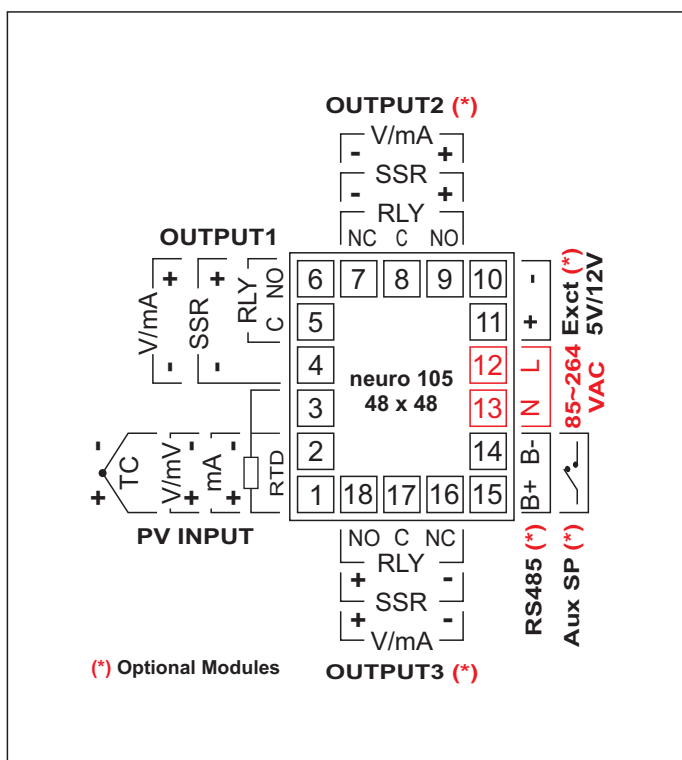 OUTPUT2 (*)
V/mA
- +
SSR
- +
RLY
NC C NO
OUTPUT1
V/mA
+ -
SSR
+ -
RLY
C NO
6 7 8 9 10
5 11
4 12
3 13
2 14
1 18 17 16 15
neuro 105
48 x 48
- +
Exct (*)
5V/12V
L N
85~264
VAC
B- B+
RS485 (*)
Aux SP (*)
TC
- +
V/mV
- +
mA
- +
RTD
PV INPUT
NO C NC
RLY
+ -
SSR
+ -
V/mA
OUTPUT3 (*)
(*) Optional Modules